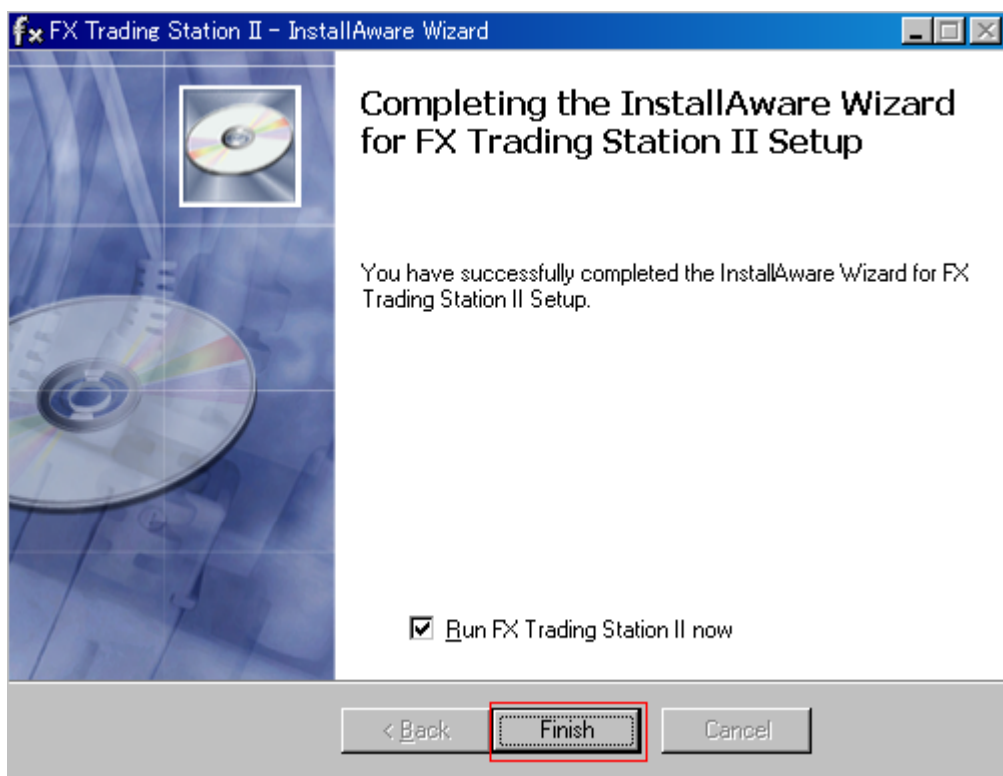 fx FX Trading Station II - InstallAware Wizard
Completing the InstallAware Wizard
for FX Trading Station II Setup
You have successfully completed the InstallAware Wizard for FX
Trading Station II Setup.
Run FX Trading Station II now
< Back
Finish
Cancel